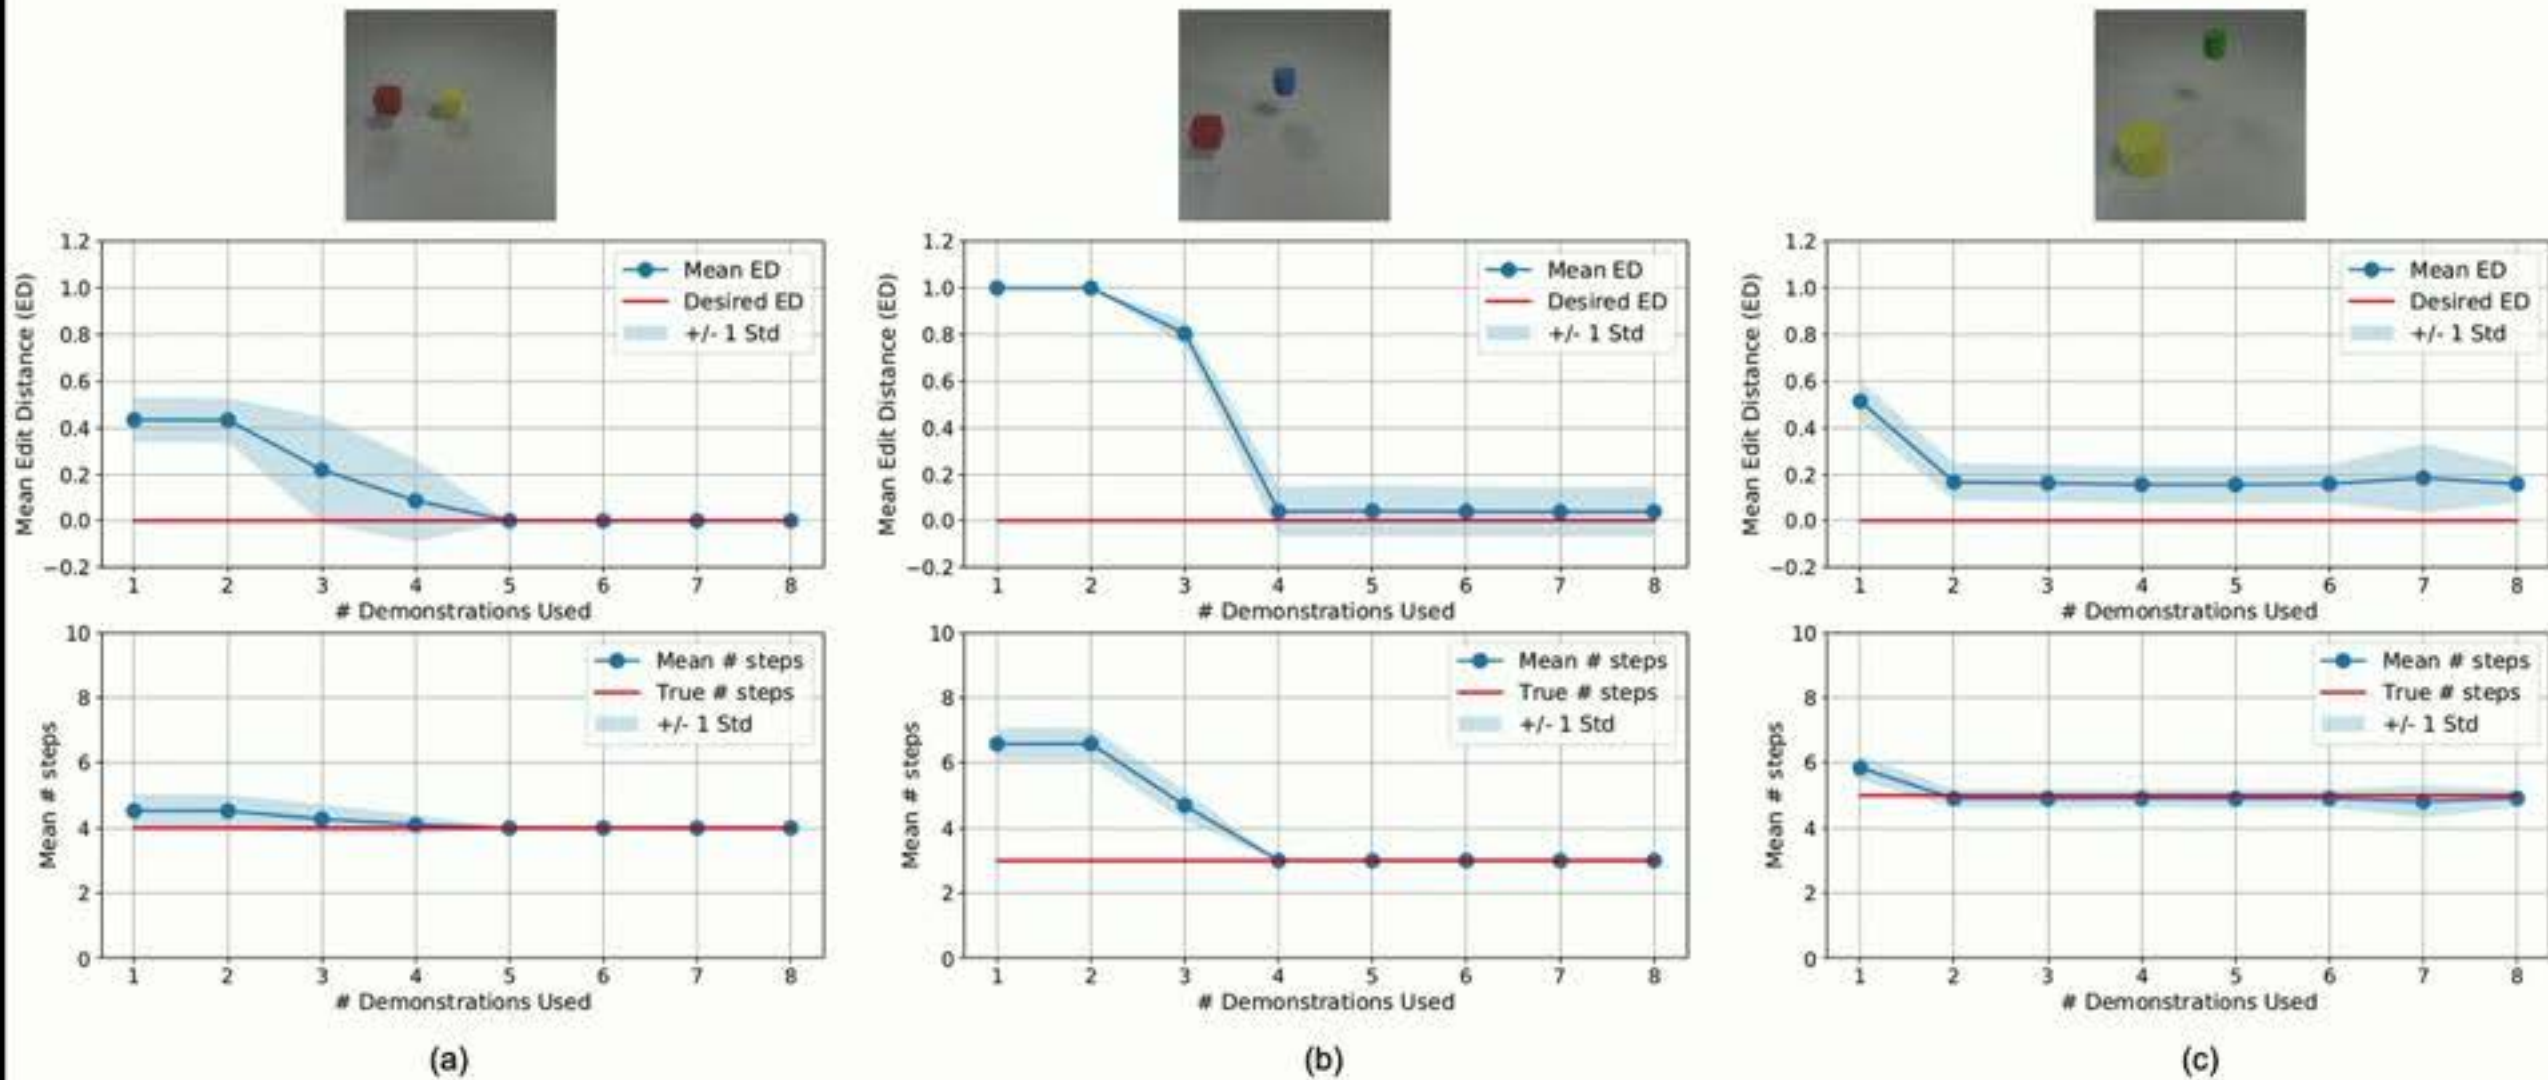 1.2
1.0
0.8
0.6
0.4
0.2
0.0
−0.2
Mean Edit Distance (ED)
Mean ED
Desired ED
+/- 1 Std
1 2 3 4 5 6 7 8
# Demonstrations Used
1.2
1.0
0.8
0.6
0.4
0.2
0.0
−0.2
Mean Edit Distance (ED)
Mean ED
Desired ED
+/- 1 Std
1 2 3 4 5 6 7 8
# Demonstrations Used
1.2
1.0
0.8
0.6
0.4
0.2
0.0
−0.2
Mean Edit Distance (ED)
Mean ED
Desired ED
+/- 1 Std
1 2 3 4 5 6 7 8
# Demonstrations Used
10
8
6
4
2
0
Mean # steps
Mean # steps
True # steps
+/- 1 Std
1 2 3 4 5 6 7 8
# Demonstrations Used
10
8
6
4
2
0
Mean # steps
Mean # steps
True # steps
+/- 1 Std
1 2 3 4 5 6 7 8
# Demonstrations Used
10
8
6
4
2
0
Mean # steps
Mean # steps
True # steps
+/- 1 Std
1 2 3 4 5 6 7 8
# Demonstrations Used
(a)
(b)
(c)